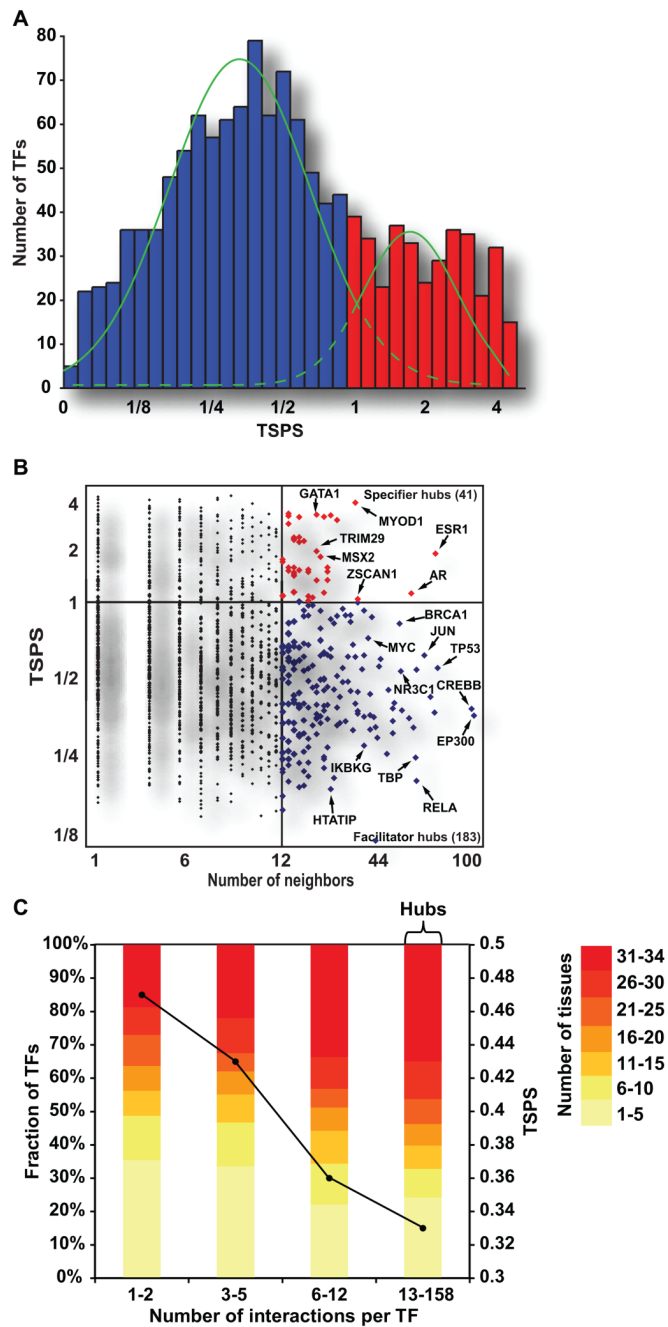 A
80
70
60
50
40
30
20
10
0
Number of TFs
0 1/8 1/4 1/2 1 2 4
TSPS
B
4
2
1
1/2
1/4
1/8
TSPS
GATA1
Specifier hubs (41)
MYOD1
TRIM29
ESR1
MSX2
ZSCAN1
AR
BRCA1
JUN
MYC
TP53
NR3C1
CREBB
EP300
IKBKG
TBP
RELA
HTATIP
Facilitator hubs (183)
1 6 12 44 100
Number of neighbors
C
Hubs
100%
90%
80%
70%
60%
50%
40%
30%
20%
10%
0%
Fraction of TFs
0.5
0.48
0.46
0.44
0.42
0.4
0.38
0.36
0.34
0.33
0.3
TSPS
Number of tissues
31-34
26-30
21-25
16-20
11-15
6-10
1-5
1-2 3-5 6-12 13-158
Number of interactions per TF